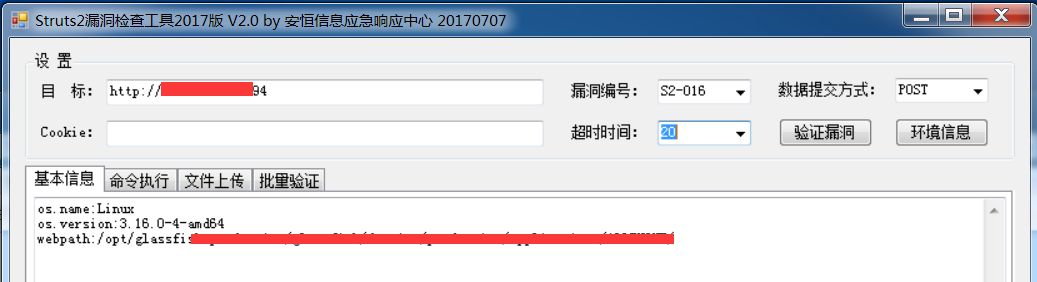 Struts2漏洞检查工具2017版 V2.0 by 安恒信息应急响应中心 20170707
设 置
目 标: http:// 94 漏洞编号: S2-016 数据提交方式: POST
Cookie: 超时时间: 20 验证漏洞 环境信息
基本信息 命令执行 文件上传 批量验证
os.name:Linux
os.version:3.16.0-4-amd64
webpath:/opt/glassfis